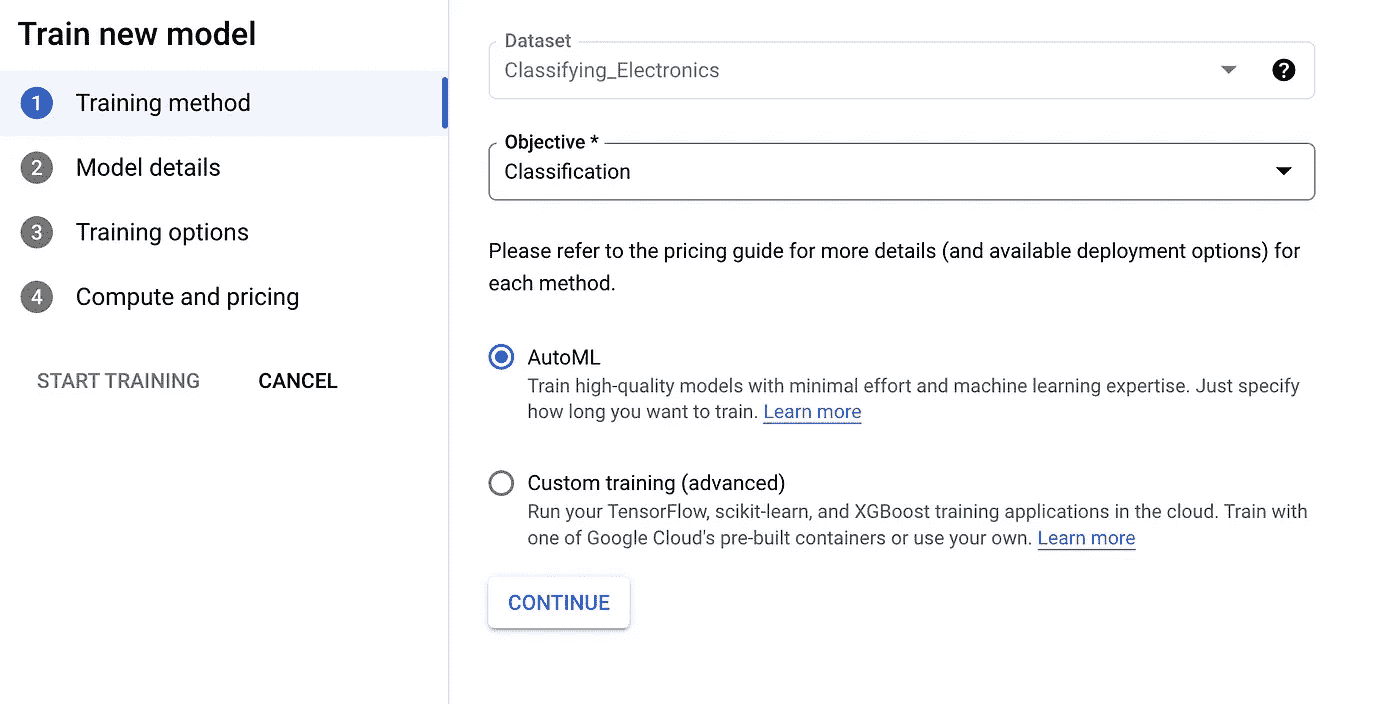 Train new model
1 Training method
2 Model details
3 Training options
4 Compute and pricing
START TRAINING CANCEL
Dataset
Classifying_Electronics
?
Objective *
Classification
Please refer to the pricing guide for more details (and available deployment options) for
each method.
AutoML
Train high-quality models with minimal effort and machine learning expertise. Just specify
how long you want to train. Learn more
Custom training (advanced)
Run your TensorFlow, scikit-learn, and XGBoost training applications in the cloud. Train with
one of Google Cloud's pre-built containers or use your own. Learn more
CONTINUE